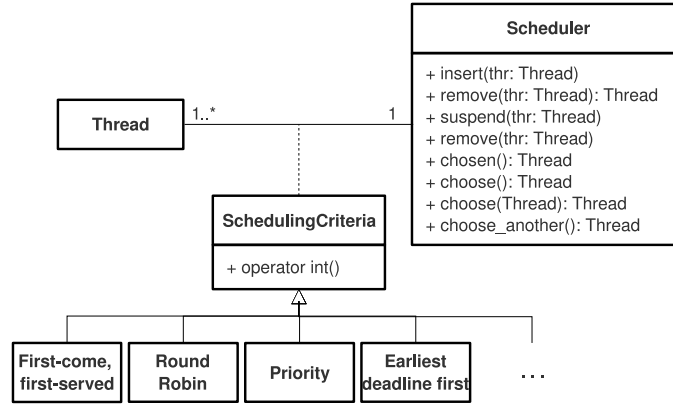 Scheduler
+ insert(thr: Thread)
+ remove(thr: Thread): Thread
+ suspend(thr: Thread)
+ remove(thr: Thread)
+ chosen(): Thread
+ choose(): Thread
+ choose(Thread): Thread
+ choose_another(): Thread
Thread
1..*
1
SchedulingCriteria
+ operator int()
First-come,
first-served
Round
Robin
Priority
Earliest
deadline first
...